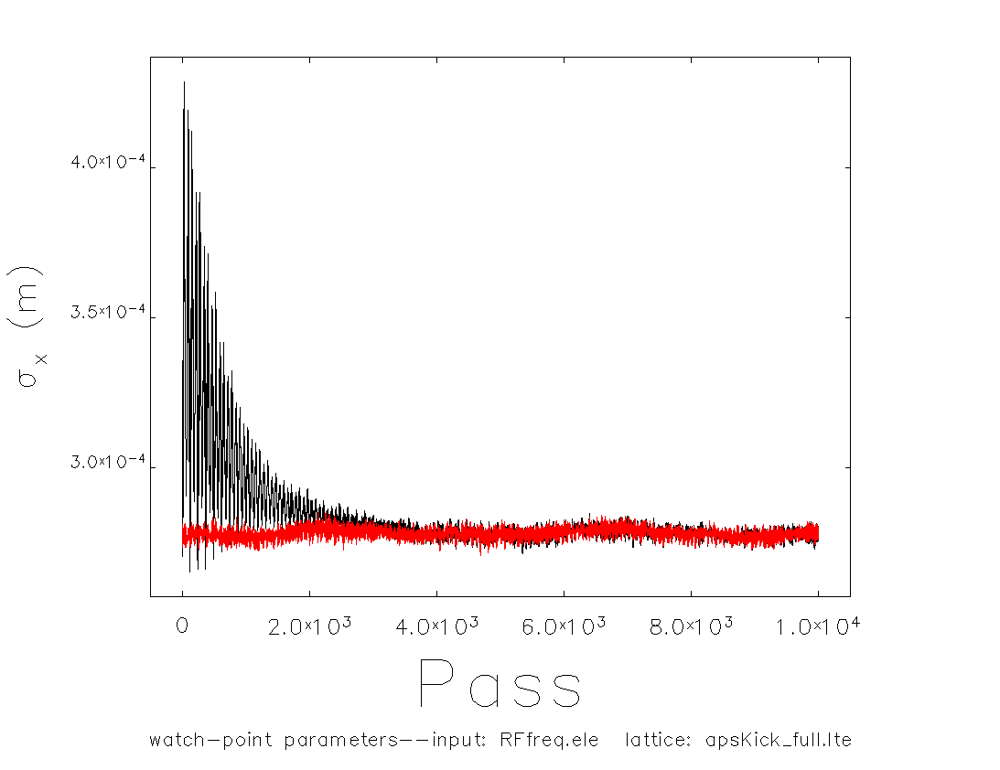 4.0×10⁻⁴
3.5×10⁻⁴
3.0×10⁻⁴
σₓ (m)
0 2.0×10³ 4.0×10³ 6.0×10³ 8.0×10³ 1.0×10⁴
Pass
watch-point parameters--input: RFfreq.ele lattice: apsKick_full.lte